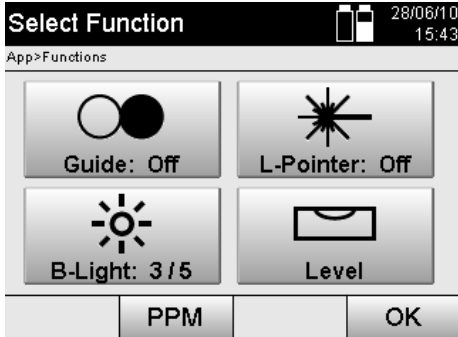 Select Function
28/06/10
15:43
App>Functions
Guide: Off
L-Pointer: Off
B-Light: 3/5
Level
PPM
OK